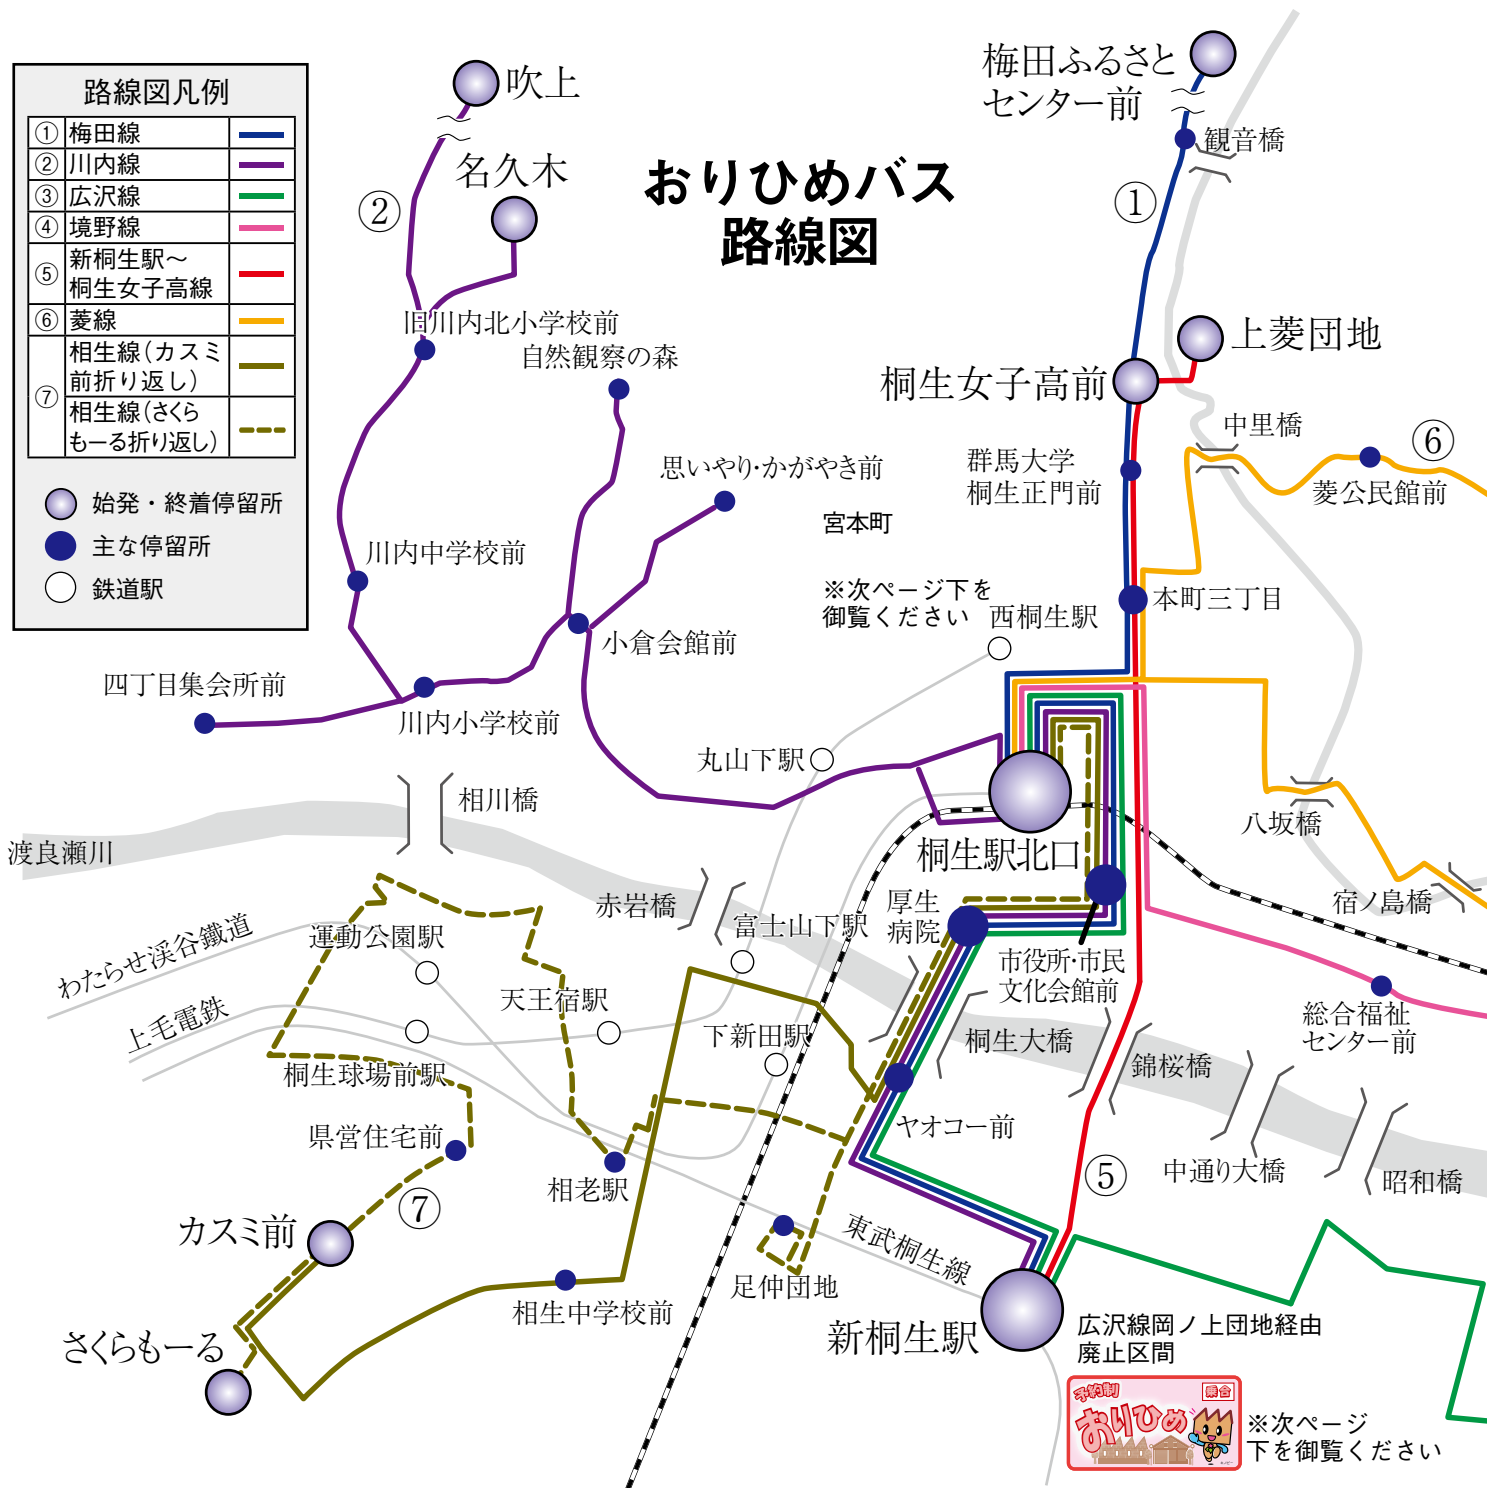 おりひめバス
路線図
路線図凡例
① 梅田線
② 川内線
③ 広沢線
④ 境野線
⑤ 新桐生駅～
桐生女子高線
⑥ 菱線
⑦ 相生線(カスミ
前折り返し)
相生線(さくら
もーる折り返し)
始発・終着停留所
主な停留所
鉄道駅
吹上
名久木
②
旧川内北小学校前
自然観察の森
思いやり・かがやき前
川内中学校前
小倉会館前
四丁目集会所前
川内小学校前
梅田ふるさと
センター前
観音橋
①
上菱団地
桐生女子高前
中里橋
⑥
菱公民館前
群馬大学
桐生正門前
宮本町
※次ページ下を
御覧ください
西桐生駅
本町三丁目
丸山下駅
相川橋
渡良瀬川
八坂橋
桐生駅北口
宿ノ島橋
赤岩橋
富士山下駅
厚生
病院
市役所・市民
文化会館前
わたらせ渓谷鐵道
運動公園駅
天王宿駅
上毛電鉄
下新田駅
桐生大橋
錦桜橋
総合福祉
センター前
桐生球場前駅
県営住宅前
ヤオコー前
中通り大橋
昭和橋
⑤
相老駅
⑦
カスミ前
東武桐生線
足仲団地
相生中学校前
さくらもーる
新桐生駅
広沢線岡ノ上団地経由
廃止区間
予約制
乗合
おりひめ
※次ページ
下を御覧ください